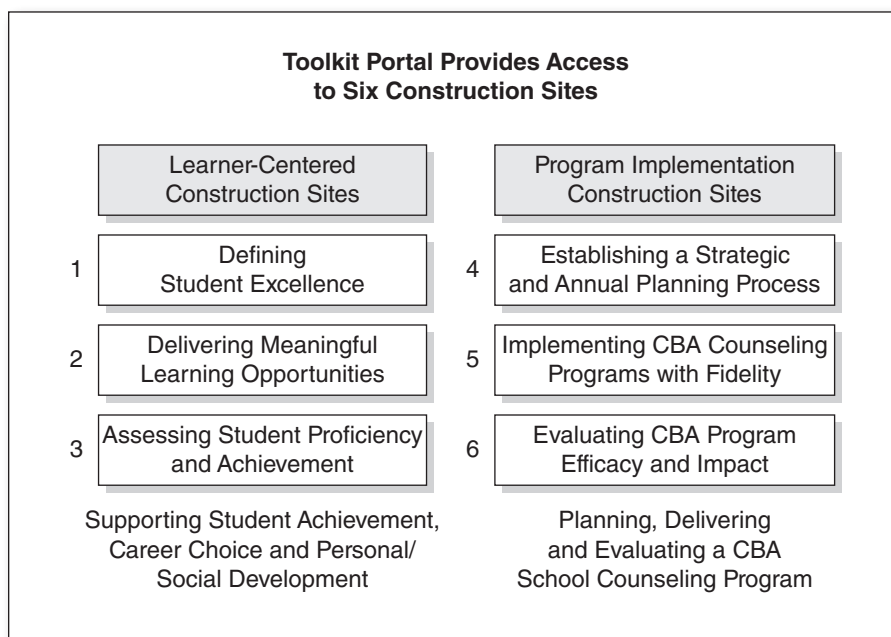 Toolkit Portal Provides Access
to Six Construction Sites
Learner-Centered
Construction Sites
1
Defining
Student Excellence
2
Delivering Meaningful
Learning Opportunities
3
Assessing Student Proficiency
and Achievement
Supporting Student Achievement,
Career Choice and Personal/
Social Development
Program Implementation
Construction Sites
4
Establishing a Strategic
and Annual Planning Process
5
Implementing CBA Counseling
Programs with Fidelity
6
Evaluating CBA Program
Efficacy and Impact
Planning, Delivering
and Evaluating a CBA
School Counseling Program